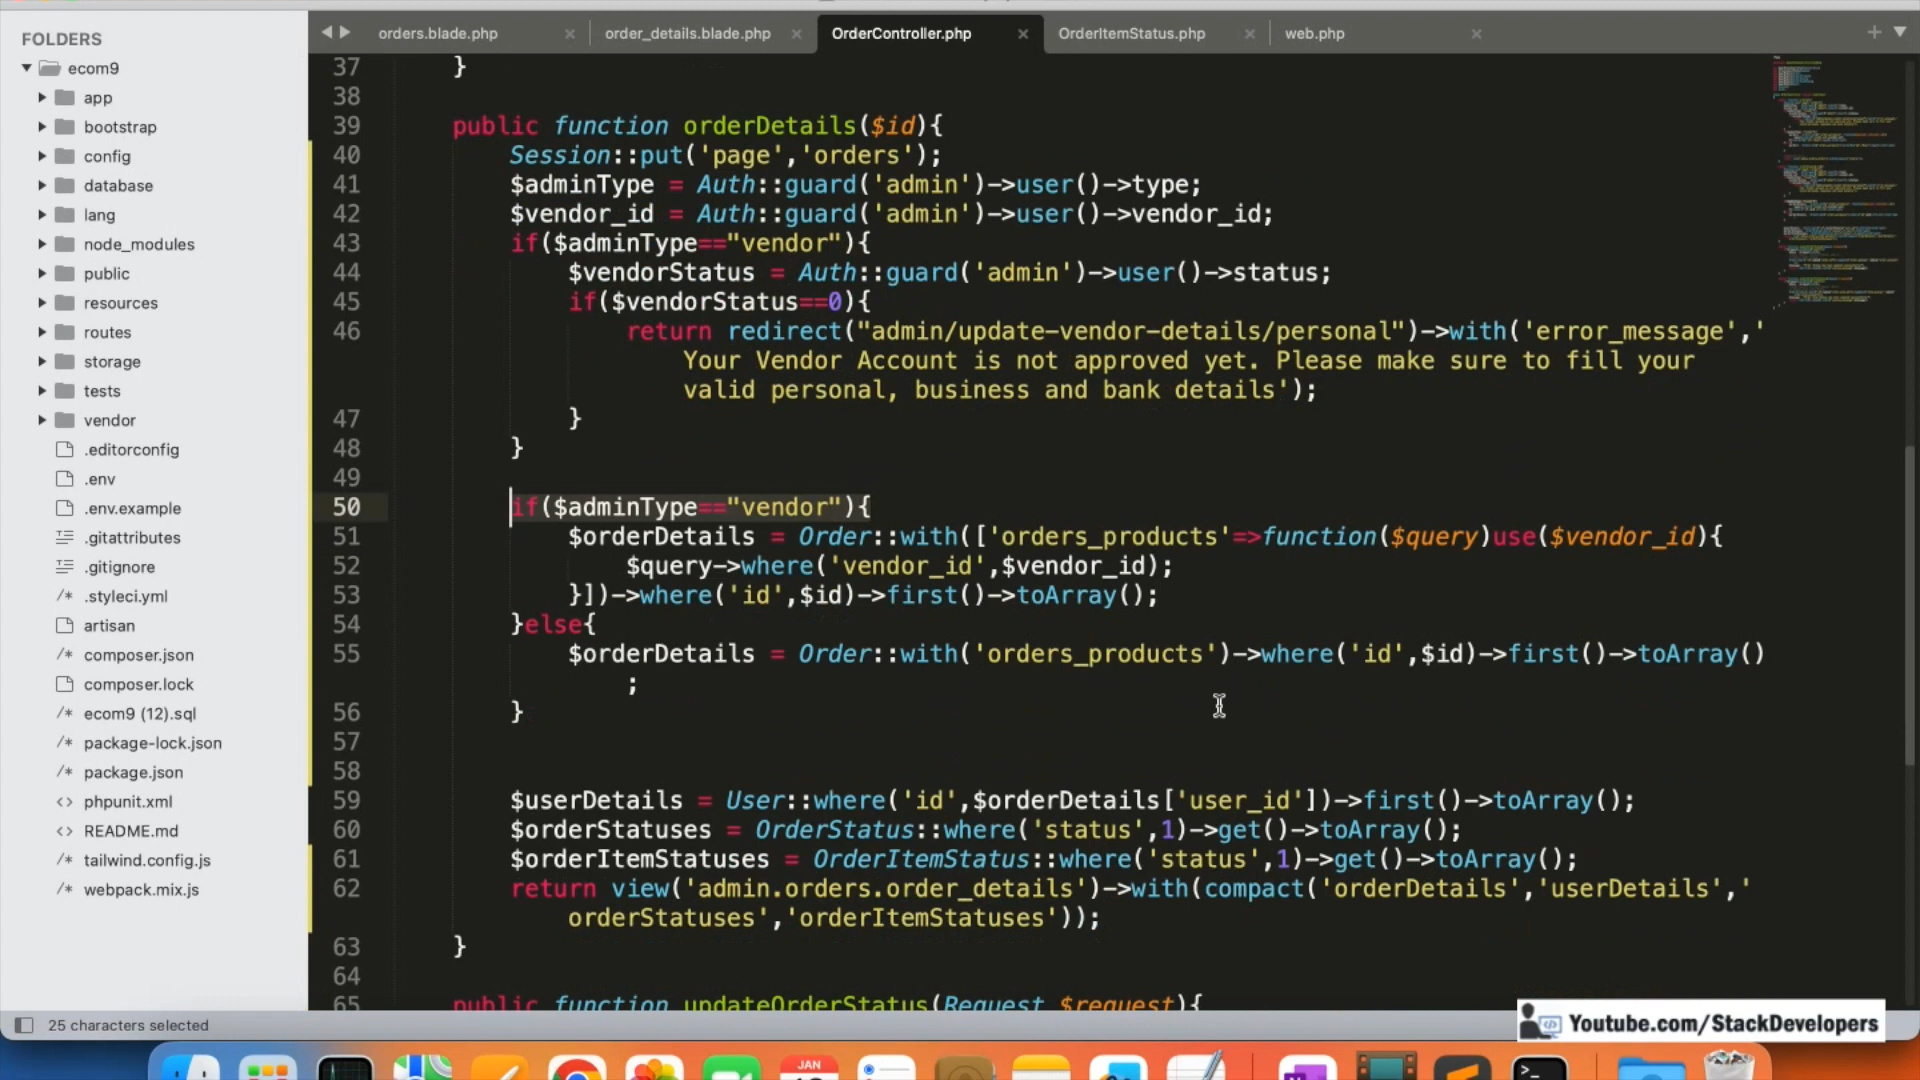 FOLDERS
ecom9
app
bootstrap
config
database
lang
node_modules
public
resources
routes
storage
tests
vendor
.editorconfig
.env
.env.example
.gitattributes
.gitignore
/* .styleci.yml
artisan
/* composer.json
/* composer.lock
/* ecom9 (12).sql
/* package-lock.json
/* package.json
<> phpunit.xml
<> README.md
/* tailwind.config.js
/* webpack.mix.js
orders.blade.php × order_details.blade.php × OrderController.php × OrderItemStatus.php × web.php ×
37 }
38
39 public function orderDetails($id){
40 Session::put('page','orders');
41 $adminType = Auth::guard('admin')->user()->type;
42 $vendor_id = Auth::guard('admin')->user()->vendor_id;
43 if($adminType=="vendor"){
44 $vendorStatus = Auth::guard('admin')->user()->status;
45 if($vendorStatus==0){
46 return redirect("admin/update-vendor-details/personal")->with('error_message','
Your Vendor Account is not approved yet. Please make sure to fill your
valid personal, business and bank details');
47 }
48 }
49
50 if($adminType=="vendor"){
51 $orderDetails = Order::with(['orders_products'=>function($query)use($vendor_id){
52 $query->where('vendor_id',$vendor_id);
53 }])->where('id',$id)->first()->toArray();
54 }else{
55 $orderDetails = Order::with('orders_products')->where('id',$id)->first()->toArray()
;
56 }
57
58
59 $userDetails = User::where('id',$orderDetails['user_id'])->first()->toArray();
60 $orderStatuses = OrderStatus::where('status',1)->get()->toArray();
61 $orderItemStatuses = OrderItemStatus::where('status',1)->get()->toArray();
62 return view('admin.orders.order_details')->with(compact('orderDetails','userDetails','
orderStatuses','orderItemStatuses'));
63 }
64
65 public function updateOrderStatus(Request $request){
25 characters selected
Youtube.com/StackDevelopers
JAN